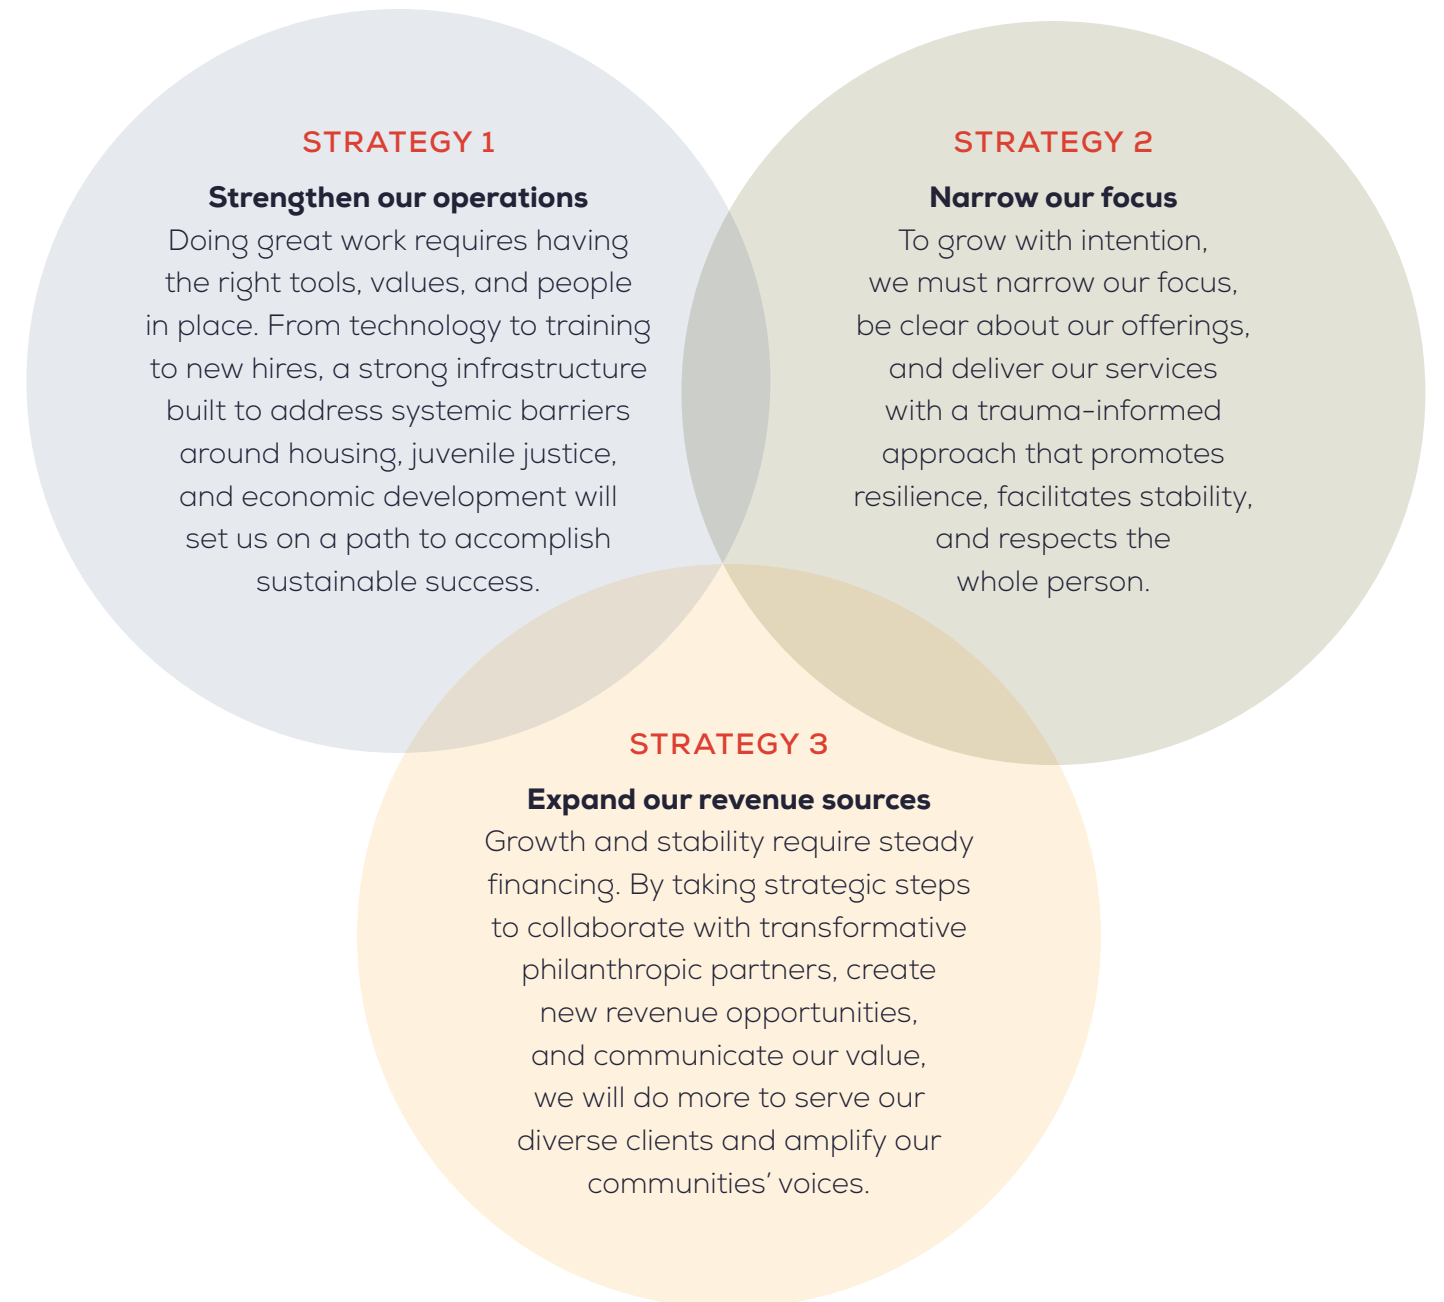 STRATEGY 1
Strengthen our operations
Doing great work requires having
the right tools, values, and people
in place. From technology to training
to new hires, a strong infrastructure
built to address systemic barriers
around housing, juvenile justice,
and economic development will
set us on a path to accomplish
sustainable success.
STRATEGY 2
Narrow our focus
To grow with intention,
we must narrow our focus,
be clear about our offerings,
and deliver our services
with a trauma-informed
approach that promotes
resilience, facilitates stability,
and respects the
whole person.
STRATEGY 3
Expand our revenue sources
Growth and stability require steady
financing. By taking strategic steps
to collaborate with transformative
philanthropic partners, create
new revenue opportunities,
and communicate our value,
we will do more to serve our
diverse clients and amplify our
communities’ voices.